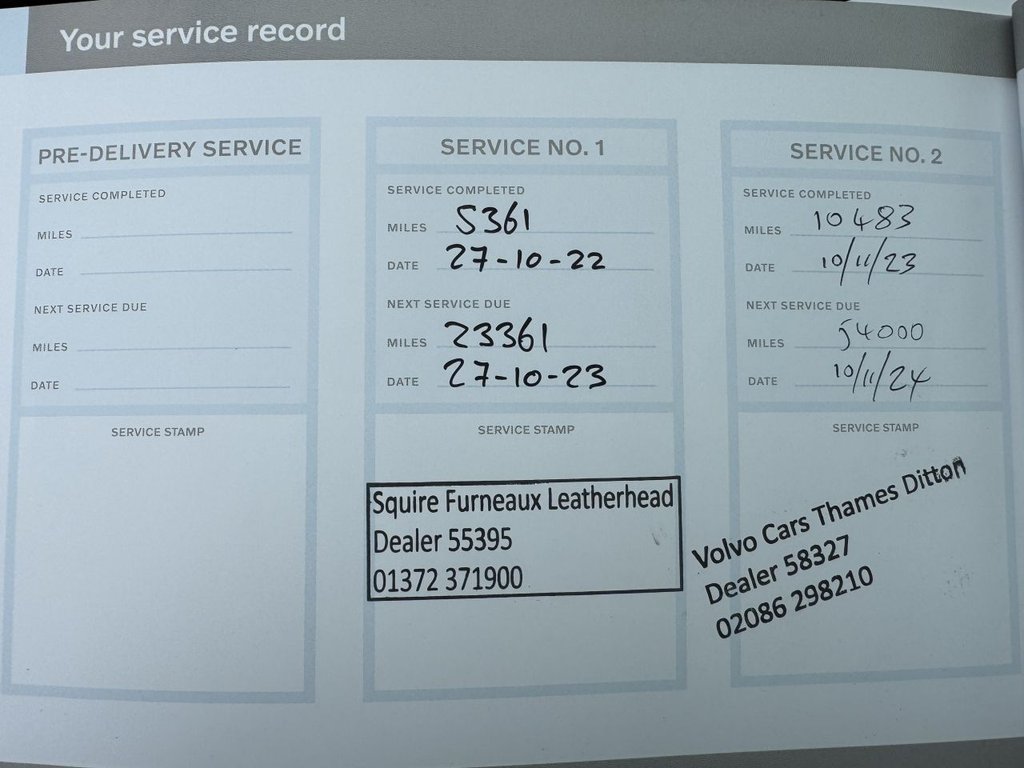 Your service record
PRE-DELIVERY SERVICE
SERVICE COMPLETED
MILES
DATE
NEXT SERVICE DUE
MILES
DATE
SERVICE STAMP
SERVICE NO. 1
SERVICE COMPLETED
MILES 5361
DATE 27-10-22
NEXT SERVICE DUE
MILES 23361
DATE 27-10-23
SERVICE STAMP
Squire Furneaux Leatherhead
Dealer 55395
01372 371900
SERVICE NO. 2
SERVICE COMPLETED
MILES 10483
DATE 10/11/23
NEXT SERVICE DUE
MILES 54000
DATE 10/11/24
SERVICE STAMP
Volvo Cars Thames Ditton
Dealer 58327
02086 298210